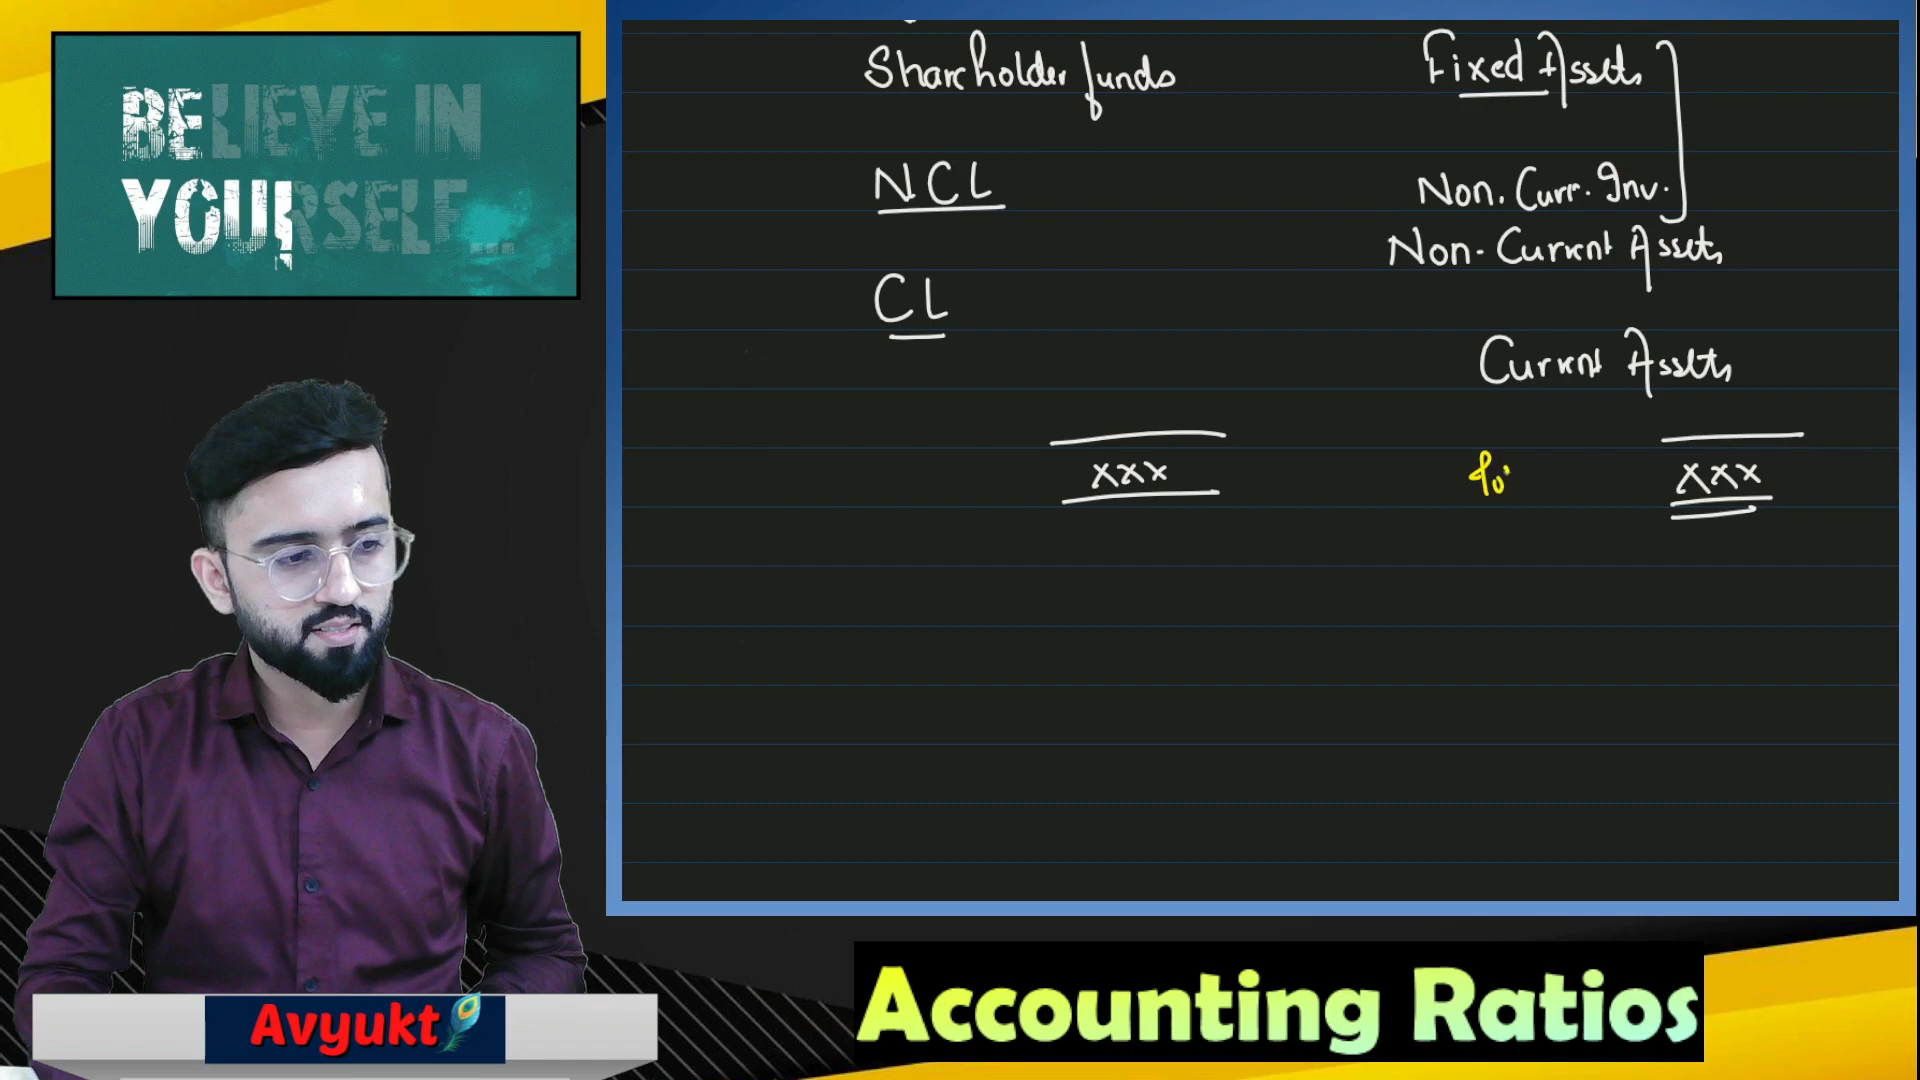 BELIEVE IN
YOURSELF...
Shareholder funds
Fixed Assets
NCL
Non. Curr. Inv.
Non-Current Assets
CL
Current Assets
xxx
xxx
Avyukt
Accounting Ratios